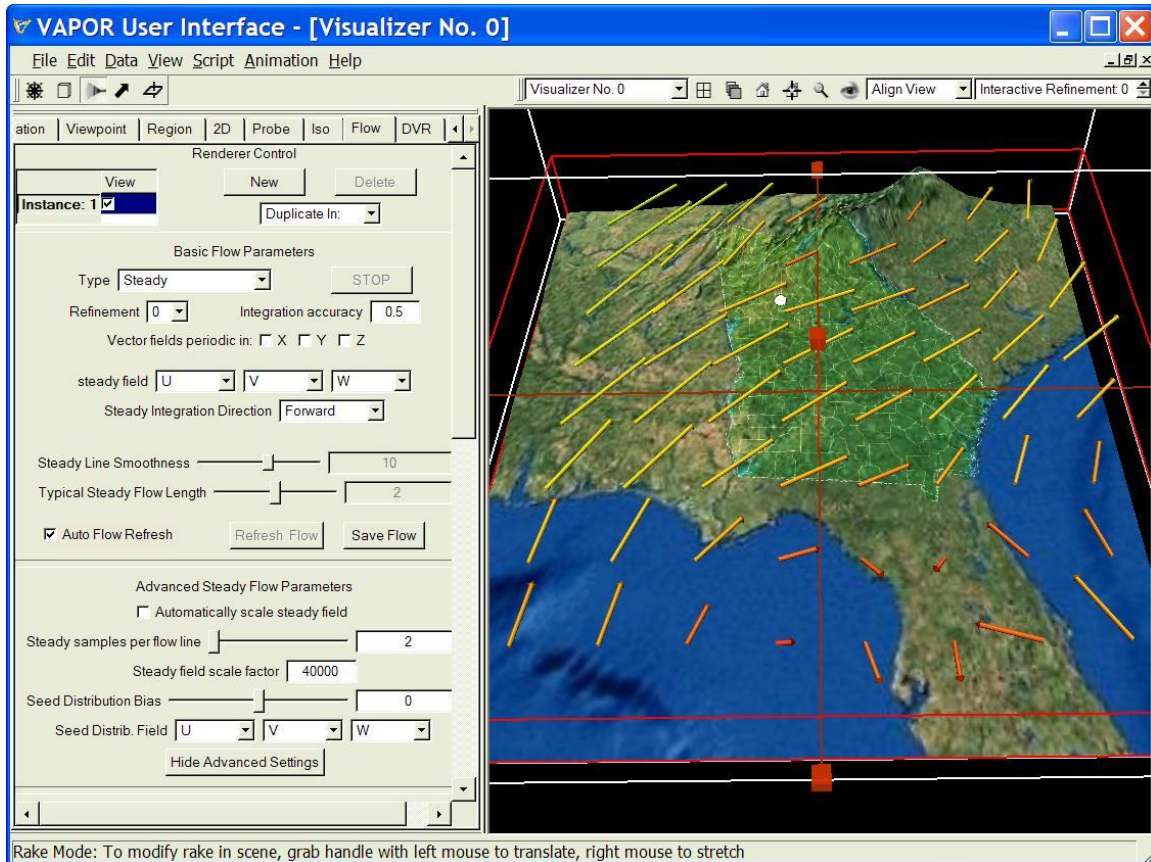 VAPOR User Interface - [Visualizer No. 0]
File Edit Data View Script Animation Help
Visualizer No. 0 Align View Interactive Refinement: 0
ation Viewpoint Region 2D Probe Iso Flow DVR
Renderer Control
View New Delete
Instance: 1
Duplicate In:
Basic Flow Parameters
Type Steady STOP
Refinement 0 Integration accuracy 0.5
Vector fields periodic in: X Y Z
steady field U V W
Steady Integration Direction Forward
Steady Line Smoothness 10
Typical Steady Flow Length 2
Auto Flow Refresh Refresh Flow Save Flow
Advanced Steady Flow Parameters
Automatically scale steady field
Steady samples per flow line 2
Steady field scale factor 40000
Seed Distribution Bias 0
Seed Distrib. Field U V W
Hide Advanced Settings
Rake Mode: To modify rake in scene, grab handle with left mouse to translate, right mouse to stretch